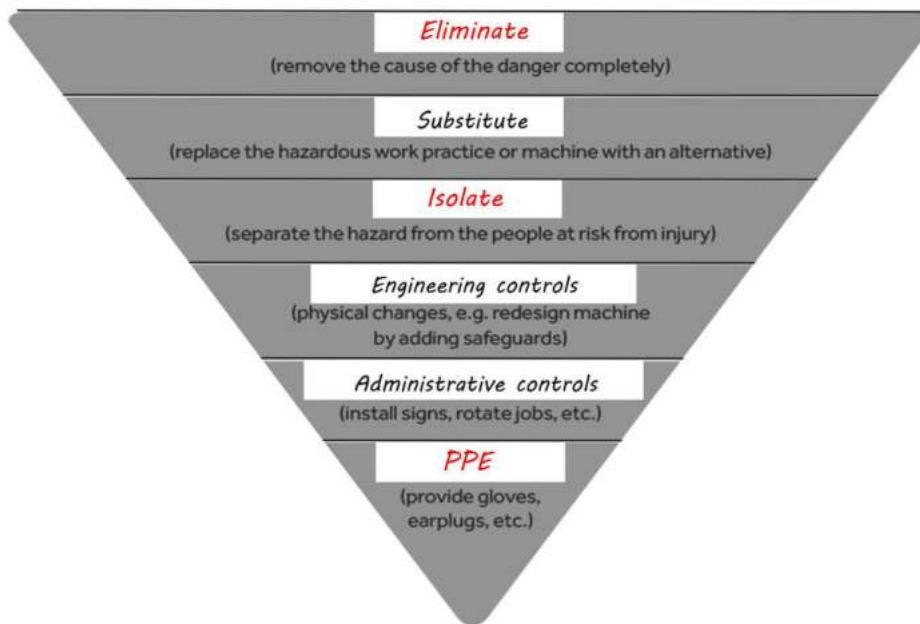 Eliminate
(remove the cause of the danger completely)
Substitute
(replace the hazardous work practice or machine with an alternative)
Isolate
(separate the hazard from the people at risk from injury)
Engineering controls
(physical changes, e.g. redesign machine
by adding safeguards)
Administrative controls
(install signs, rotate jobs, etc.)
PPE
(provide gloves,
earplugs, etc.)